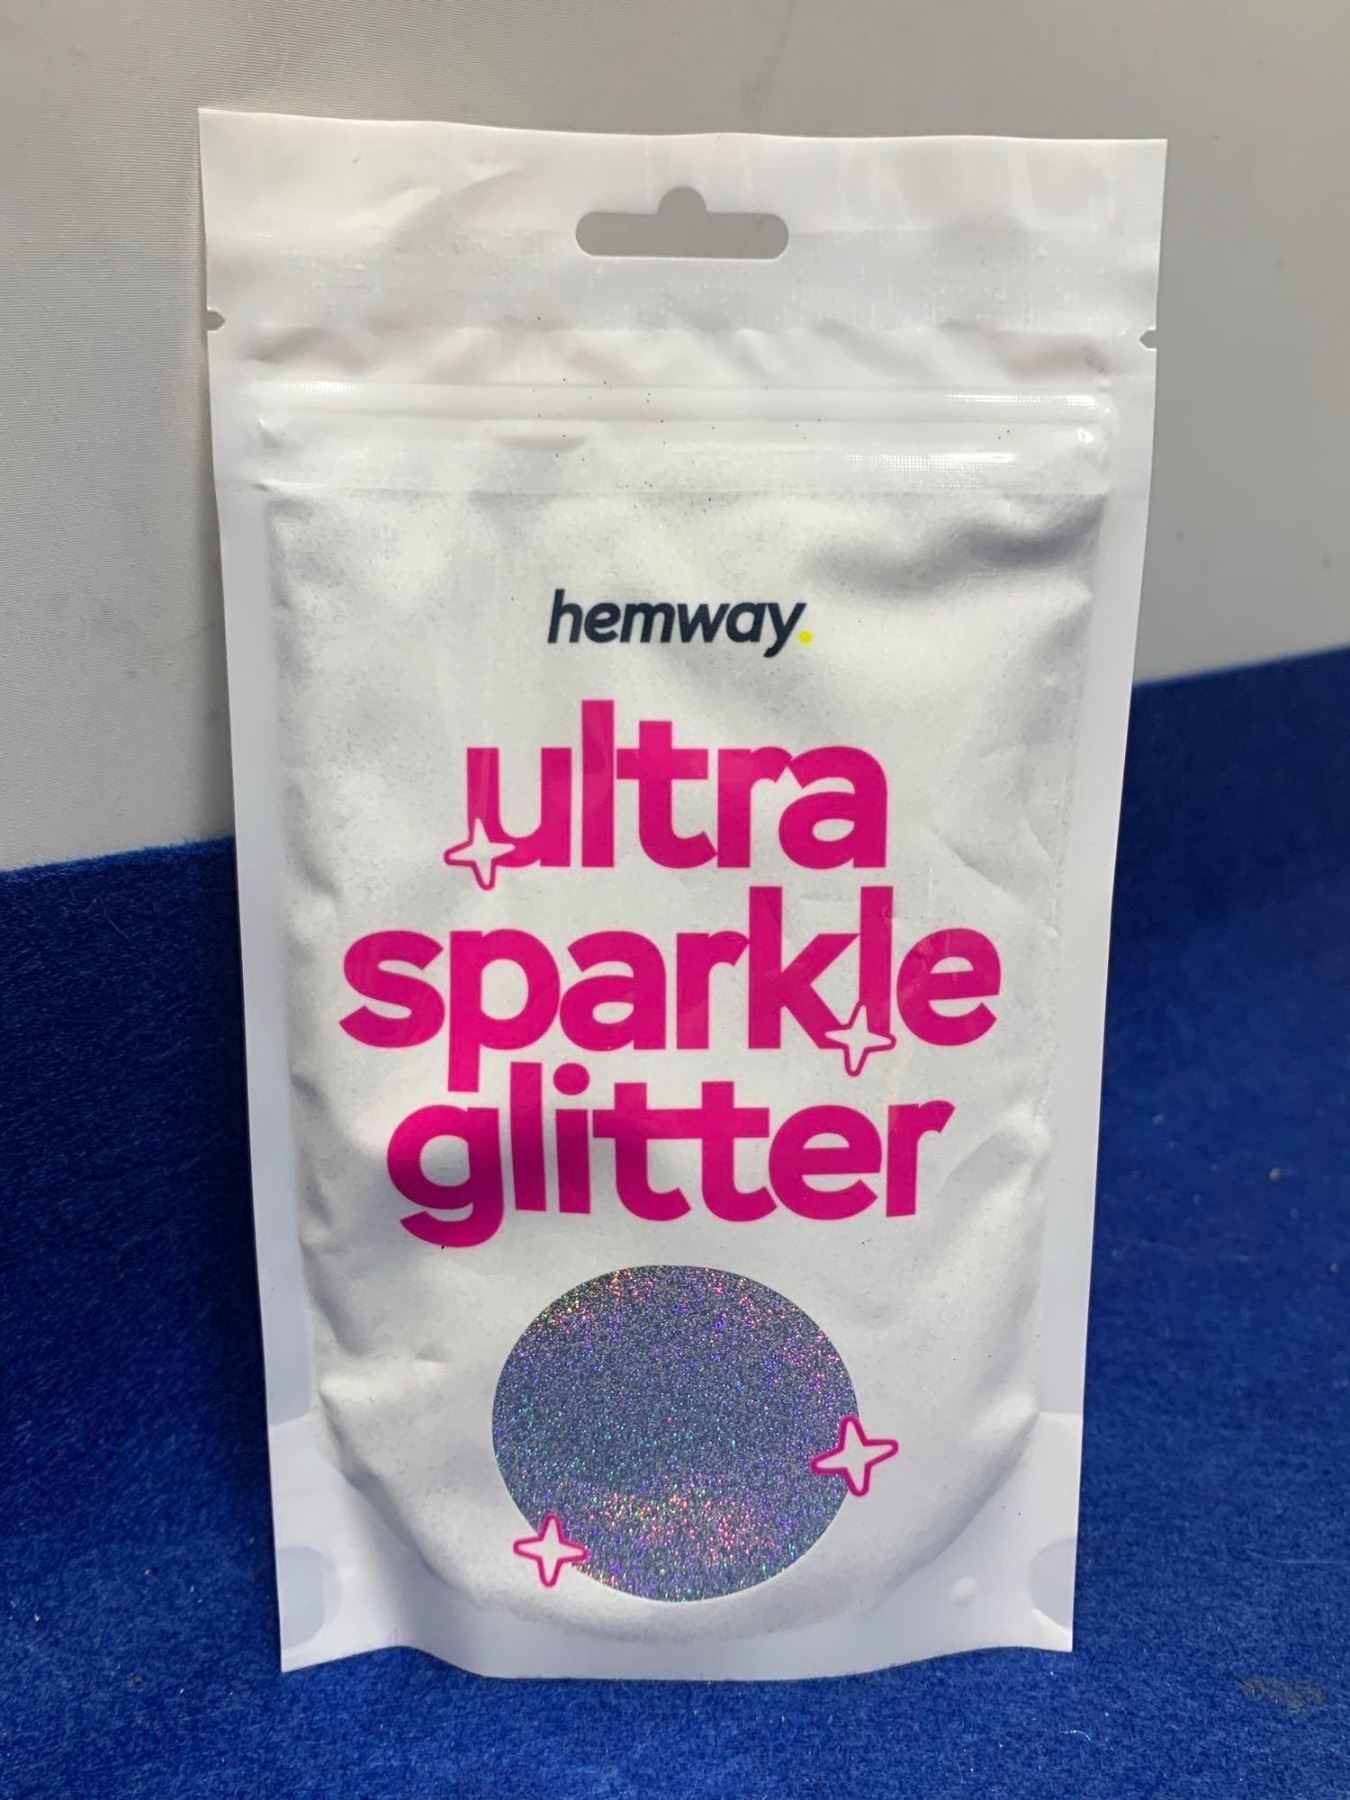 hemway.
ultra
sparkle
glitter